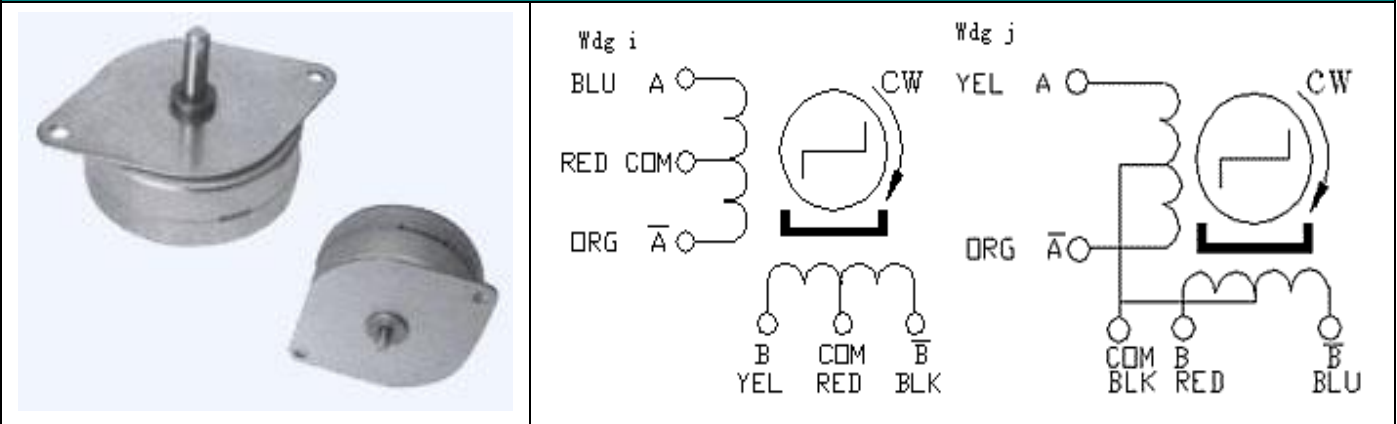 Wdg i
BLU A
CW
RED COM
ORG A̅
B COM B̅
YEL RED BLK
Wdg j
YEL A
CW
ORG A̅
COM B B̅
BLK RED BLU